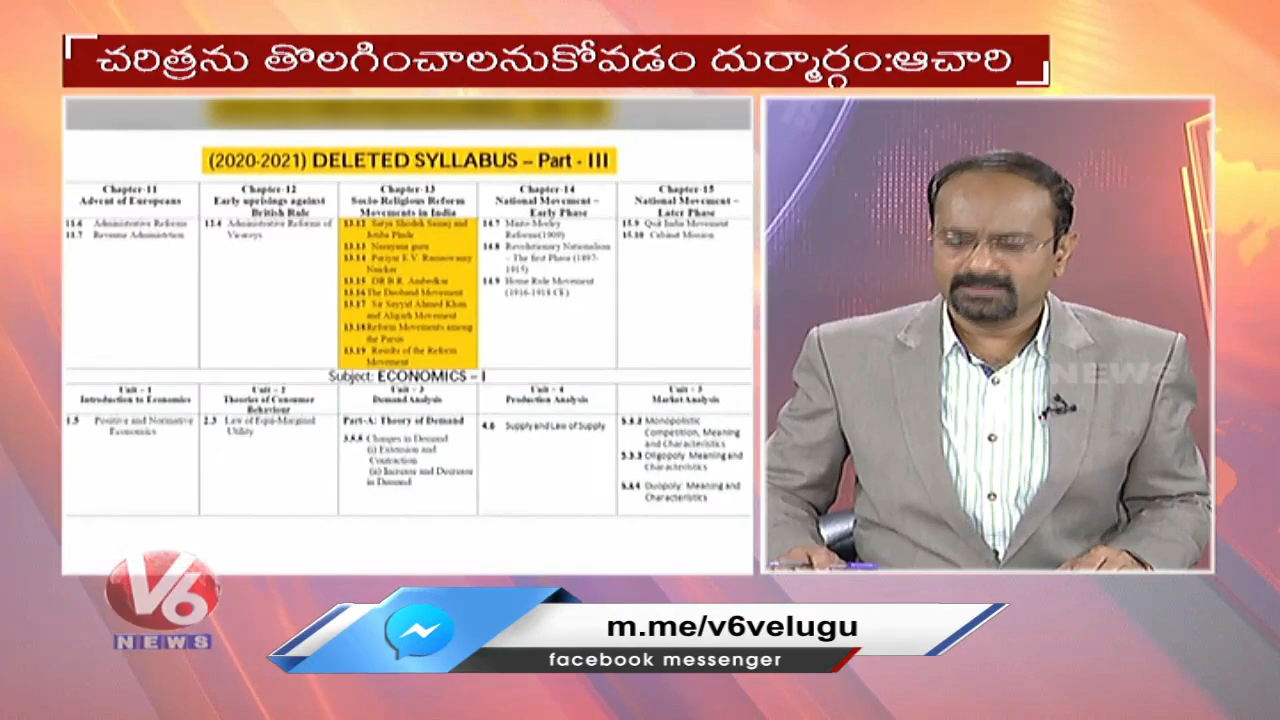 చరిత్రను తొలగించాలనుకోవడం దుర్మార్గం:ఆచారి
(2020-2021) DELETED SYLLABUS – Part - III
Chapter-11
Advent of Europeans
11.6 Administrative Reforms
11.7 Revenue Administration
Chapter-12
Early uprisings against
British Rule
12.4 Administrative Reforms of
Viceroys
Chapter-13
Socio-Religious Reform
Movements in India
13.12 Satya Shodak Samaj and
Jotiba Phule
13.13 Narayana guru
13.14 Periyar E.V. Ramaswamy
Naicker
13.15 DR.B.R. Ambedkar
13.16 The Deoband Movement
13.17 Sir Sayyid Ahmed Khan
and Aligarh Movement
13.18 Reform Movements among
the Parsis
13.19 Results of the Reform
Movement
Chapter-14
National Movement –
Early Phase
14.7 Minto-Morley
Reforms(1909)
14.8 Revolutionary Nationalism
– The first Phase (1897-
1915)
14.9 Home Rule Movement
(1916-1918 CE)
Chapter-15
National Movement –
Later Phase
15.9 Quit India Movement
15.10 Cabinet Mission
Subject: ECONOMICS – I
Unit – 1
Introduction to Economics
1.5 Positive and Normative
Economics
Unit – 2
Theories of Consumer
Behaviour
2.3 Law of Equi-Marginal
Utility
Unit – 3
Demand Analysis
Part-A: Theory of Demand
Changes in Demand
(i) Extension and
Contraction
(ii) Increase and Decrease
in Demand
Unit – 4
Production Analysis
4.6 Supply and Law of Supply
Unit – 5
Market Analysis
Monopolistic
Competition, Meaning
and Characteristics
5.3.3 Oligopoly Meaning and
Characteristics
Duopoly: Meaning and
Characteristics
NEWS
V6
NEWS
m.me/v6velugu
facebook messenger